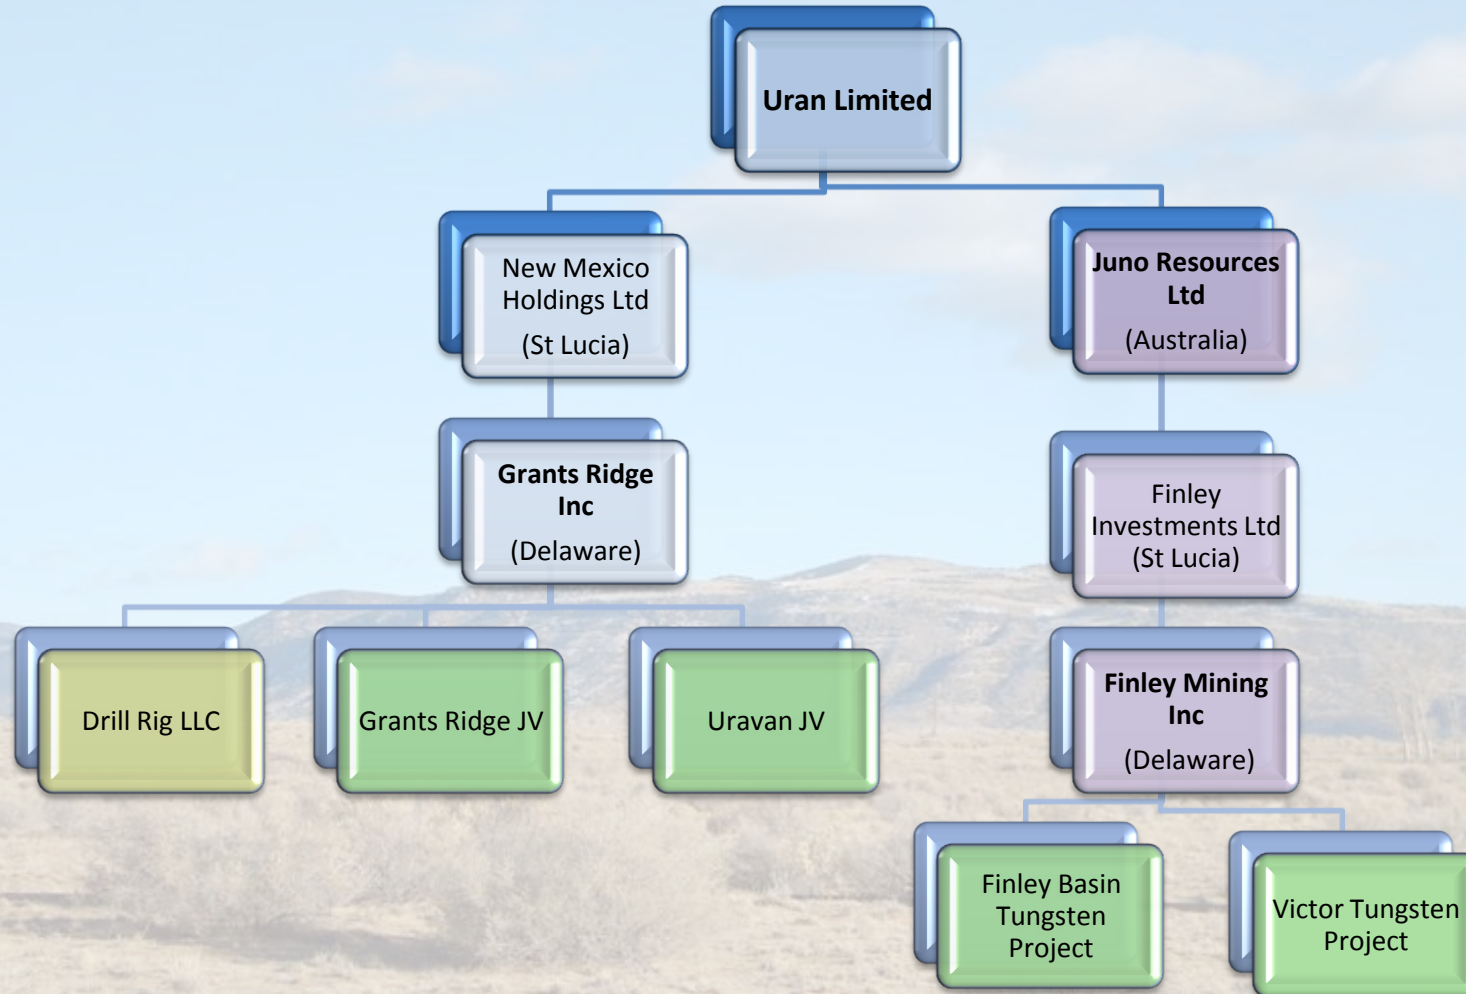 Uran Limited
New Mexico
Holdings Ltd
(St Lucia)
Juno Resources
Ltd
(Australia)
Grants Ridge
Inc
(Delaware)
Finley
Investments Ltd
(St Lucia)
Drill Rig LLC
Grants Ridge JV
Uravan JV
Finley Mining
Inc
(Delaware)
Finley Basin
Tungsten
Project
Victor Tungsten
Project